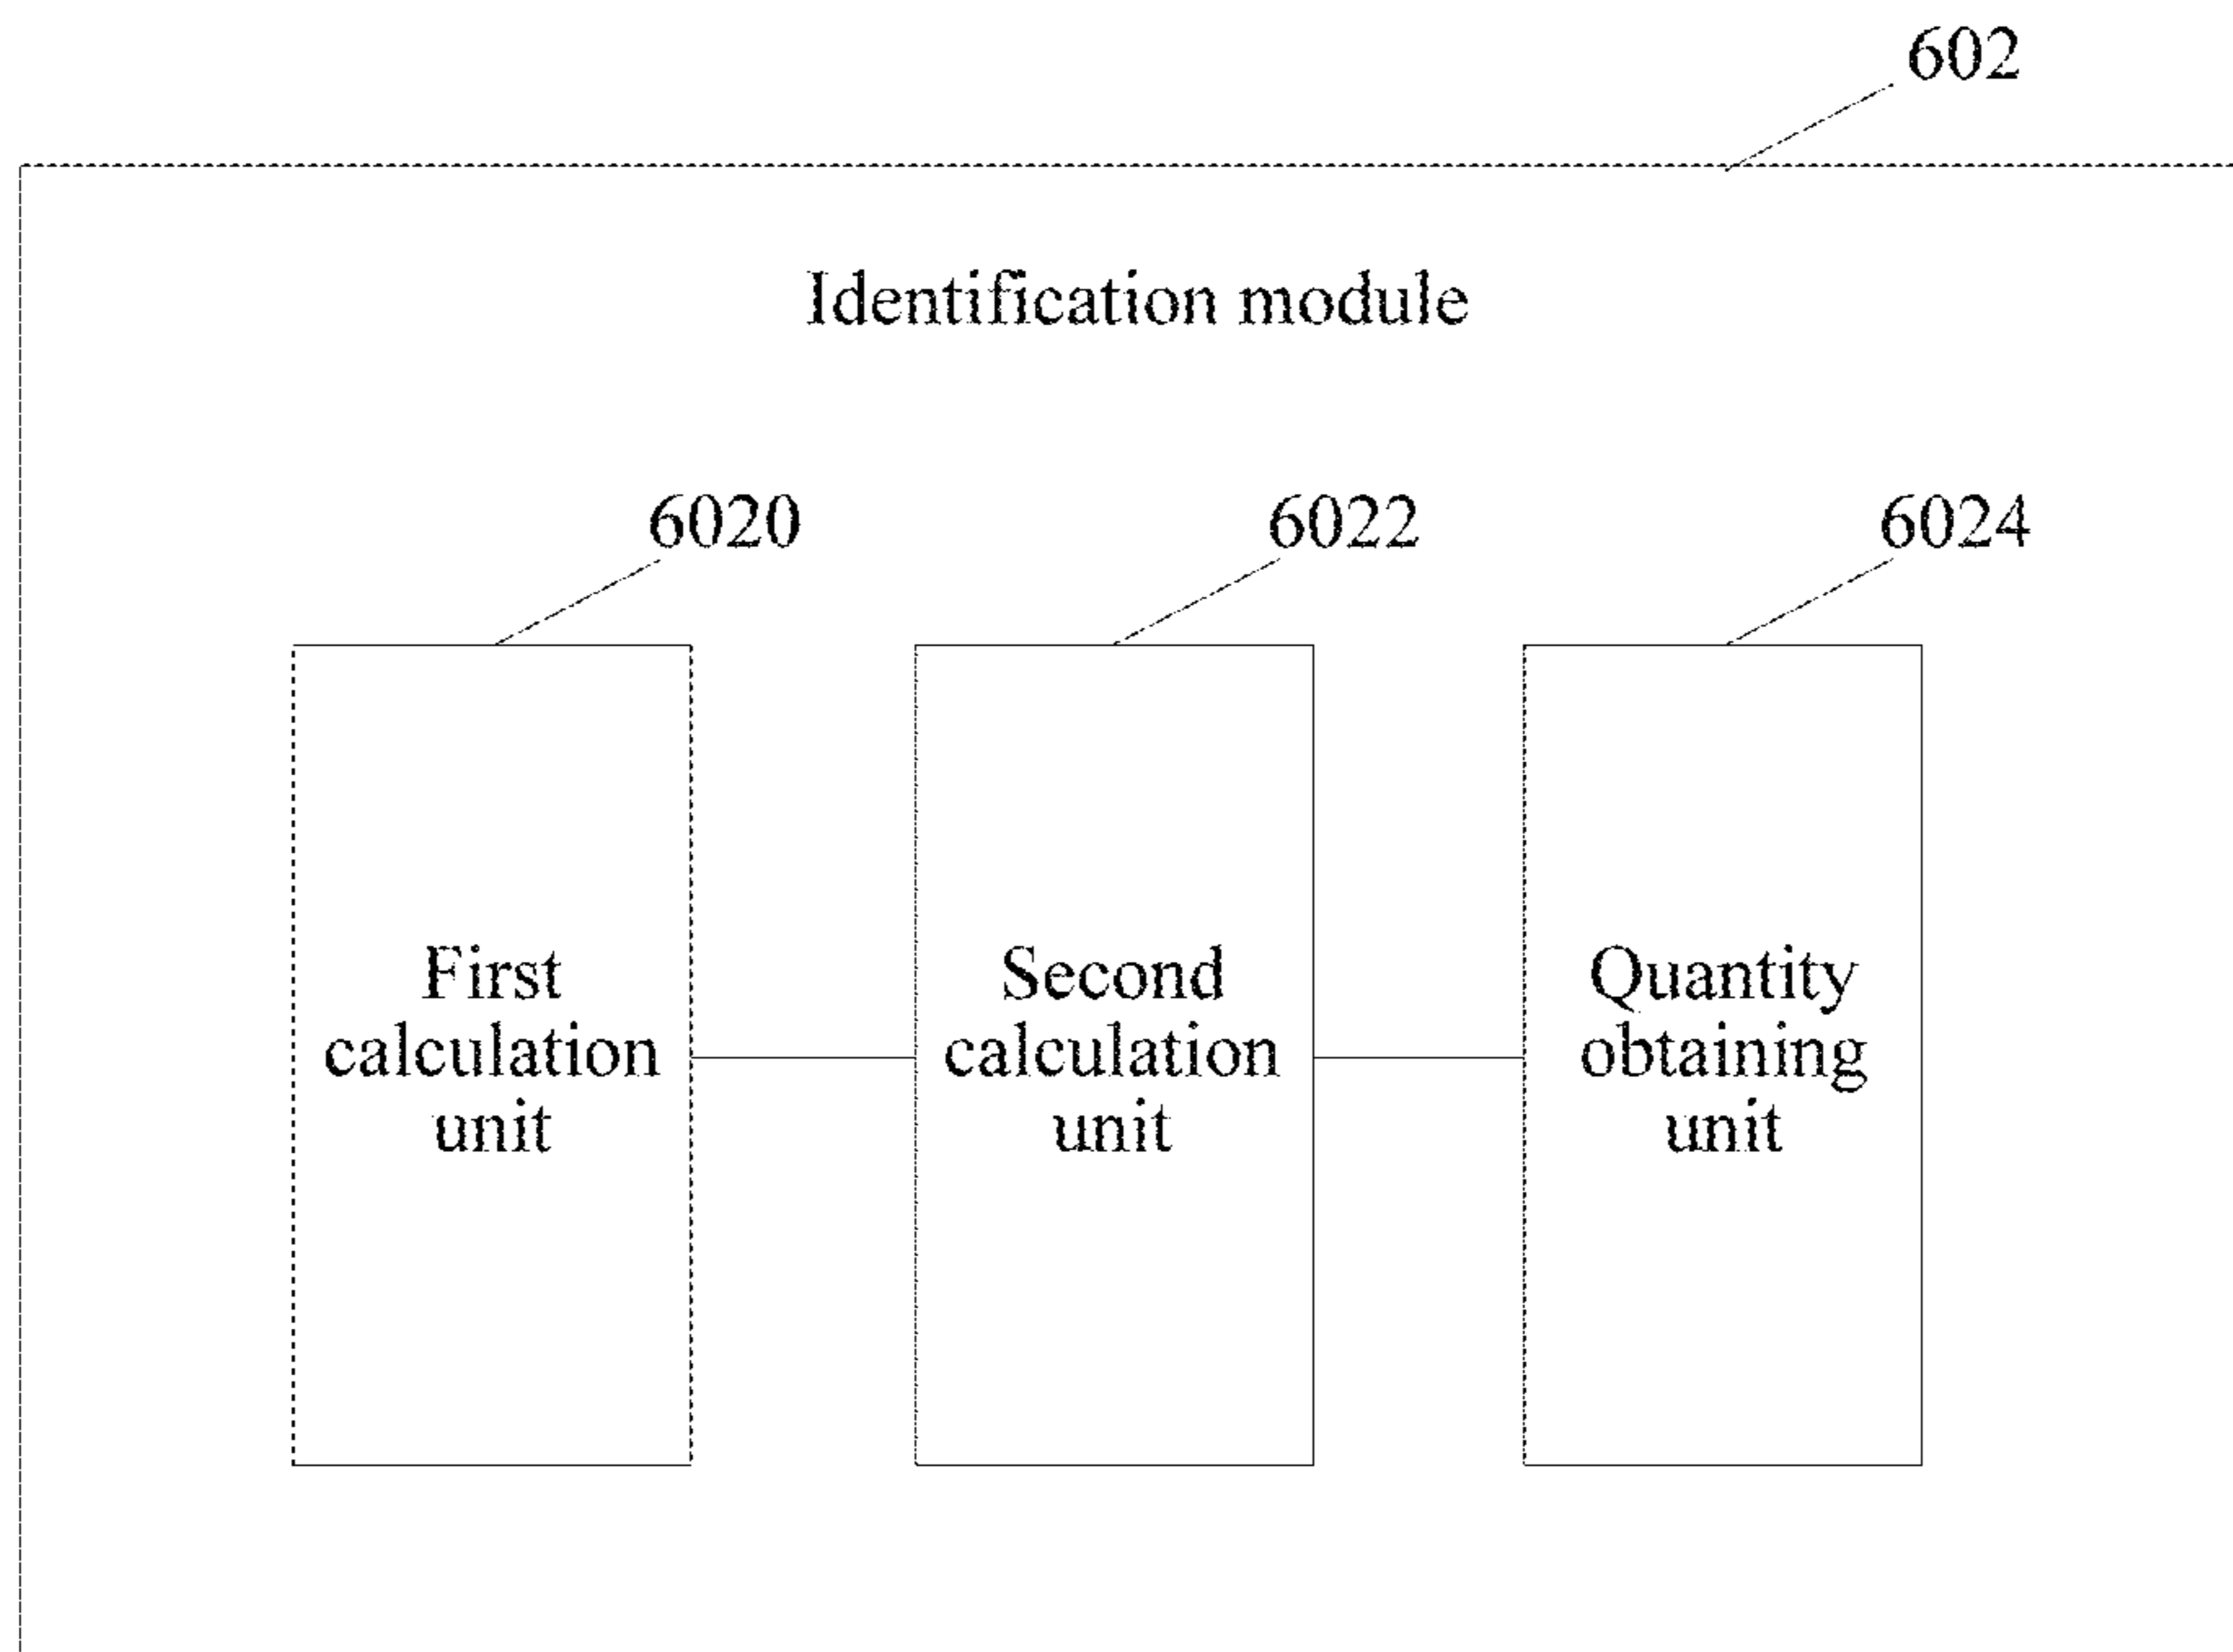 602
Identification module
6020
6022
6024
First
calculation
unit
Second
calculation
unit
Quantity
obtaining
unit